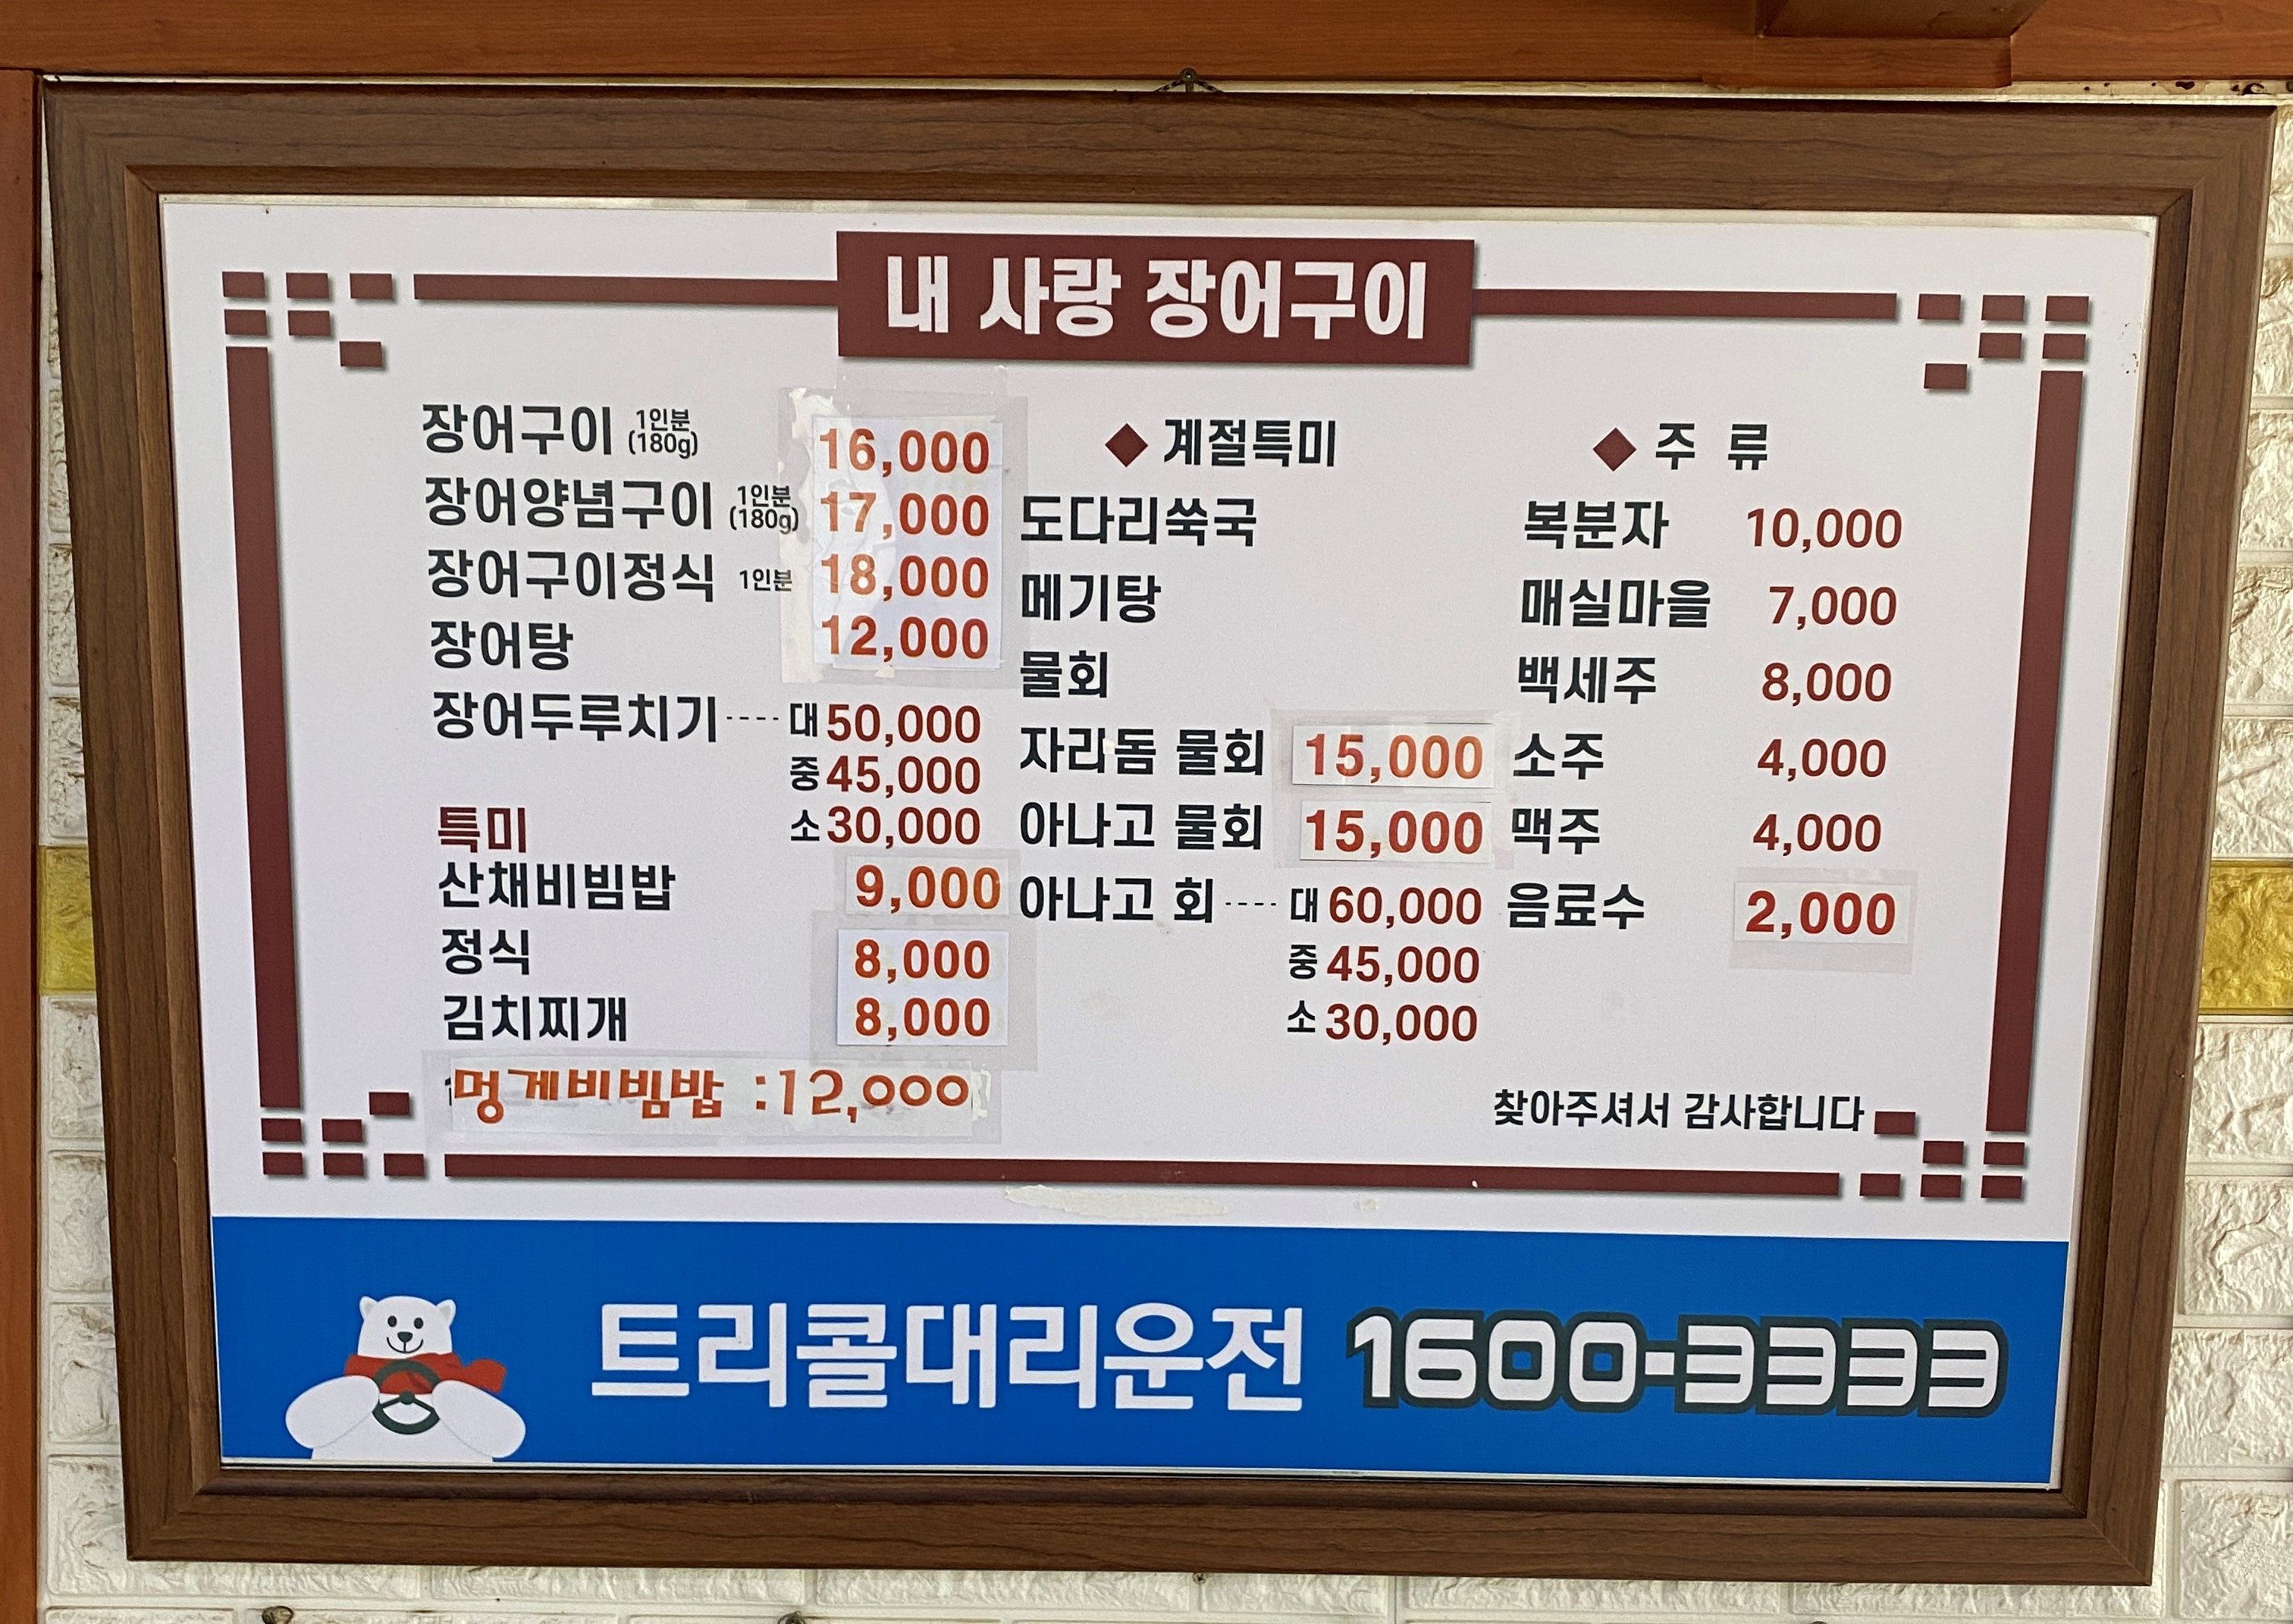 내 사랑 장어구이
장어구이 1인분 (180g) 16,000
장어양념구이 1인분 (180g) 17,000
장어구이정식 1인분 18,000
장어탕 12,000
장어두루치기---- 대 50,000
중 45,000
소 30,000
특미
산채비빔밥 9,000
정식 8,000
김치찌개 8,000
멍게비빔밥 :12,000
◆ 계절특미
도다리쑥국
메기탕
물회
자리돔 물회 15,000
아나고 물회 15,000
아나고 회---- 대 60,000
중 45,000
소 30,000
◆ 주 류
복분자 10,000
매실마을 7,000
백세주 8,000
소주 4,000
맥주 4,000
음료수 2,000
찾아주셔서 감사합니다
트리콜대리운전 1600-3333